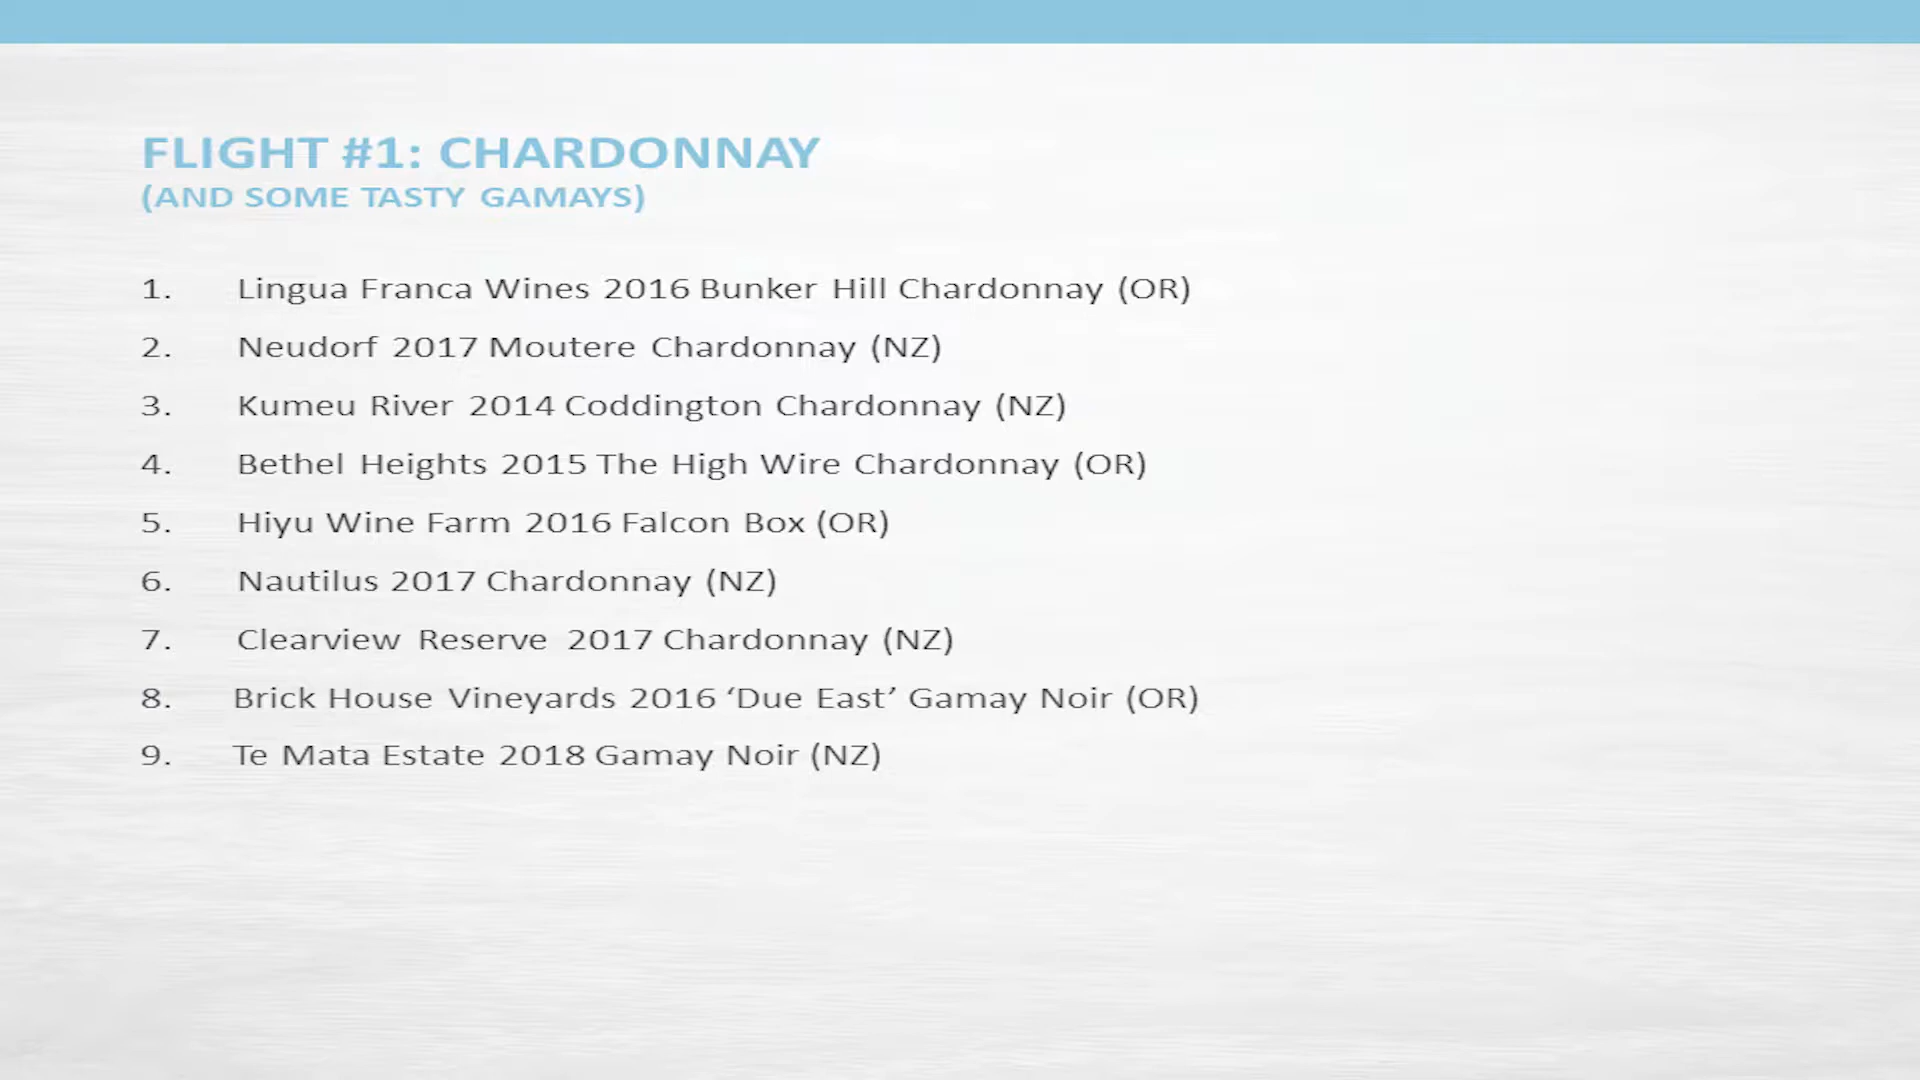 FLIGHT #1: CHARDONNAY
(AND SOME TASTY GAMAYS)
1. Lingua Franca Wines 2016 Bunker Hill Chardonnay (OR)
2. Neudorf 2017 Moutere Chardonnay (NZ)
3. Kumeu River 2014 Coddington Chardonnay (NZ)
4. Bethel Heights 2015 The High Wire Chardonnay (OR)
5. Hiyu Wine Farm 2016 Falcon Box (OR)
6. Nautilus 2017 Chardonnay (NZ)
7. Clearview Reserve 2017 Chardonnay (NZ)
8. Brick House Vineyards 2016 ‘Due East’ Gamay Noir (OR)
9. Te Mata Estate 2018 Gamay Noir (NZ)